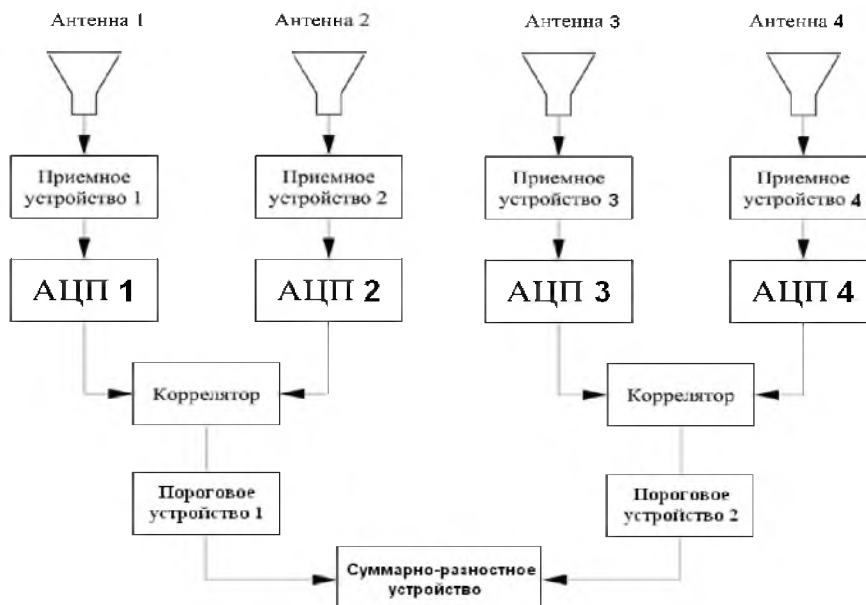 Антенна 1
Антенна 2
Антенна 3
Антенна 4
Приемное
устройство 1
Приемное
устройство 2
Приемное
устройство 3
Приемное
устройство 4
АЦП 1
АЦП 2
АЦП 3
АЦП 4
Коррелятор
Коррелятор
Пороговое
устройство 1
Пороговое
устройство 2
Суммарно-разностное
устройство